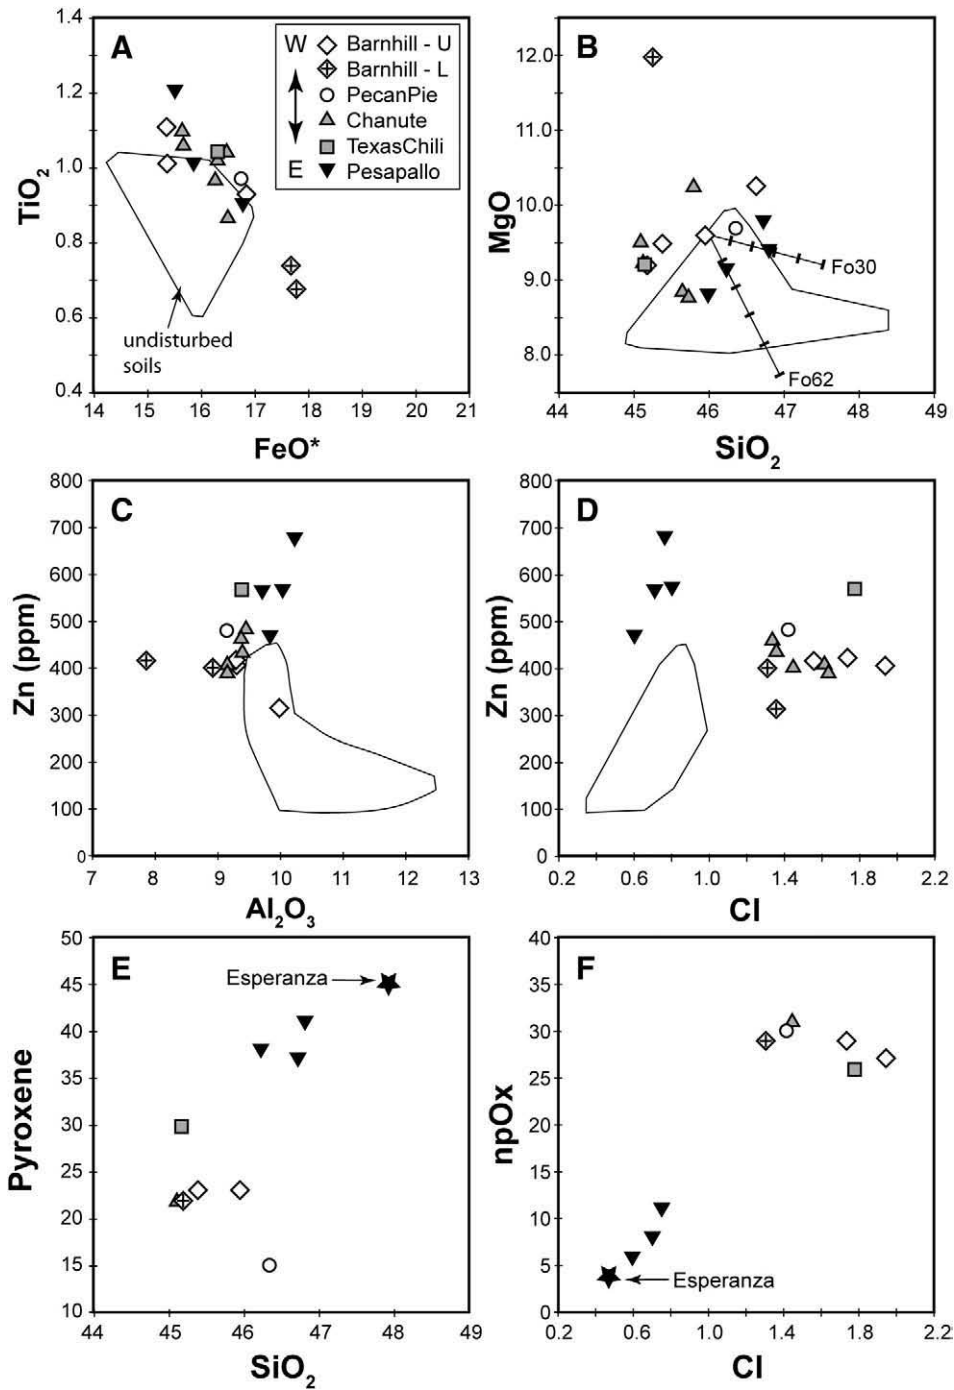 A
TiO2
1.4
1.2
1.0
0.8
0.6
0.4
14 15 16 17 18 19 20 21
FeO*
undisturbed
soils
W
E
Barnhill - U
Barnhill - L
PecanPie
Chanute
TexasChili
Pesapallo
B
MgO
12.0
11.0
10.0
9.0
8.0
44 45 46 47 48 49
SiO2
Fo30
Fo62
C
Zn (ppm)
800
700
600
500
400
300
200
100
0
7 8 9 10 11 12 13
Al2O3
D
Zn (ppm)
800
700
600
500
400
300
200
100
0
0.2 0.6 1.0 1.4 1.8 2.2
Cl
E
Pyroxene
50
45
40
35
30
25
20
15
10
44 45 46 47 48 49
SiO2
Esperanza
F
npOx
40
35
30
25
20
15
10
5
0
0.2 0.6 1.0 1.4 1.8 2.2
Cl
Esperanza